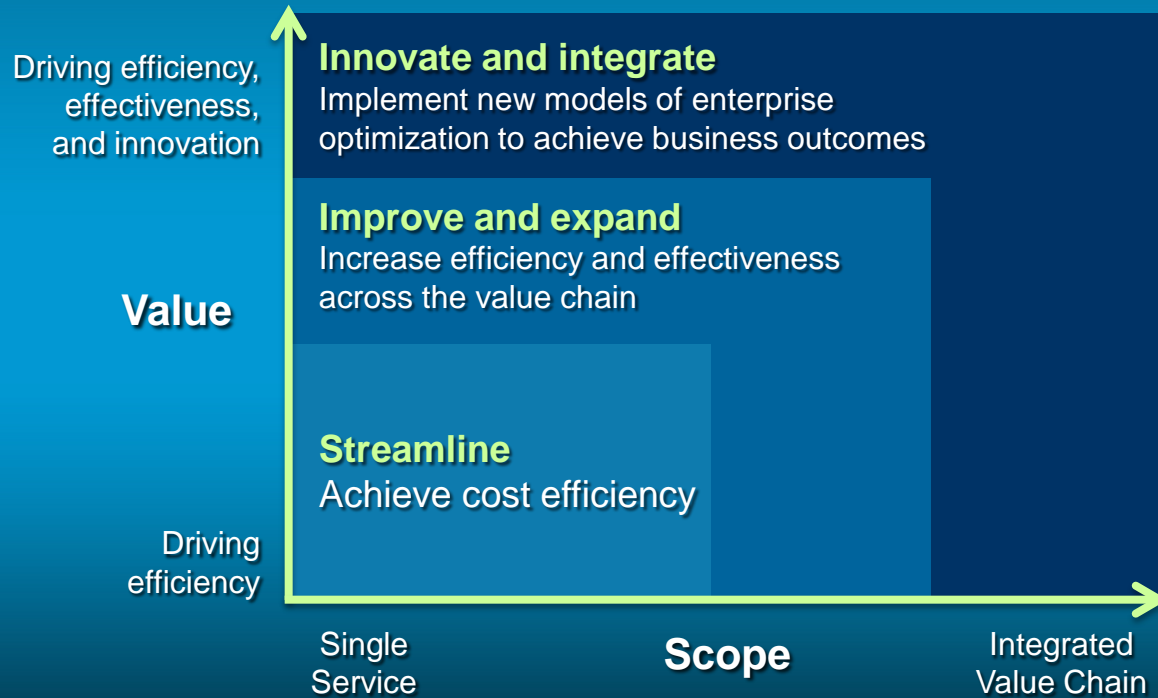 Driving efficiency,
effectiveness,
and innovation
Innovate and integrate
Implement new models of enterprise
optimization to achieve business outcomes
Improve and expand
Increase efficiency and effectiveness
across the value chain
Value
Streamline
Achieve cost efficiency
Driving
efficiency
Single
Service
Scope
Integrated
Value Chain